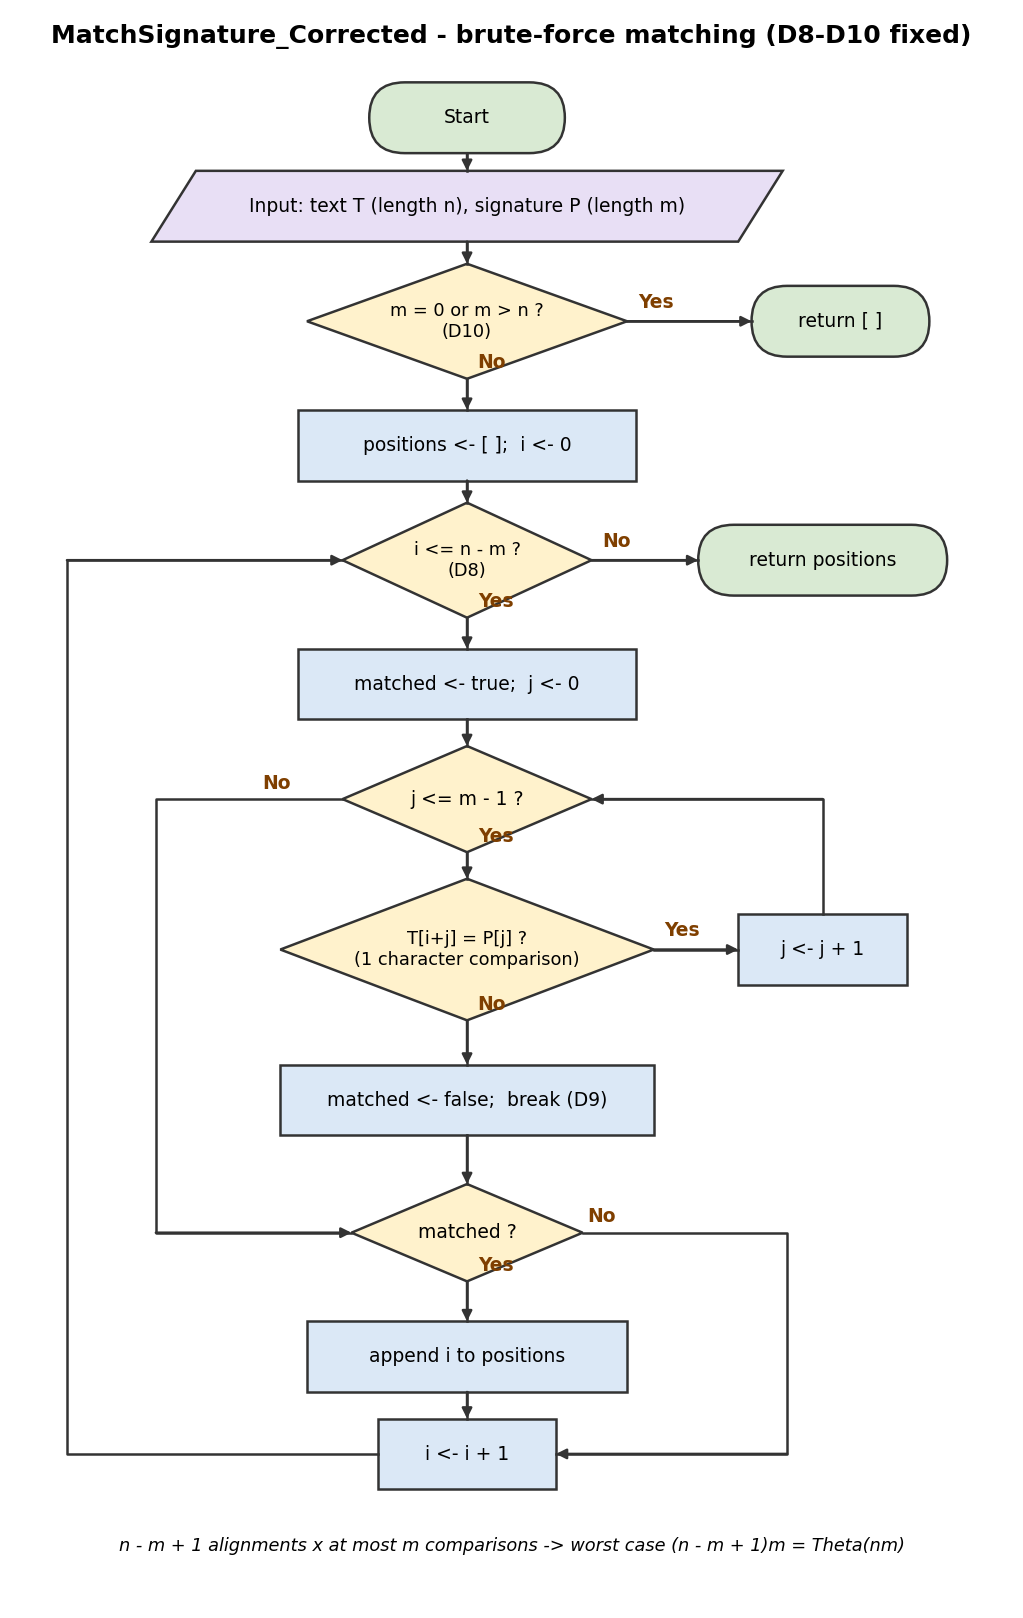 MatchSignature_Corrected - brute-force matching (D8-D10 fixed)
Start
Input: text T (length n), signature P (length m)
m = 0 or m > n ?
(D10)
Yes
return [ ]
No
positions <- [ ];  i <- 0
i <= n - m ?
(D8)
No
return positions
Yes
matched <- true;  j <- 0
No
j <= m - 1 ?
Yes
T[i+j] = P[j] ?
(1 character comparison)
Yes
j <- j + 1
No
matched <- false;  break (D9)
matched ?
No
Yes
append i to positions
i <- i + 1
n - m + 1 alignments x at most m comparisons -> worst case (n - m + 1)m = Theta(nm)